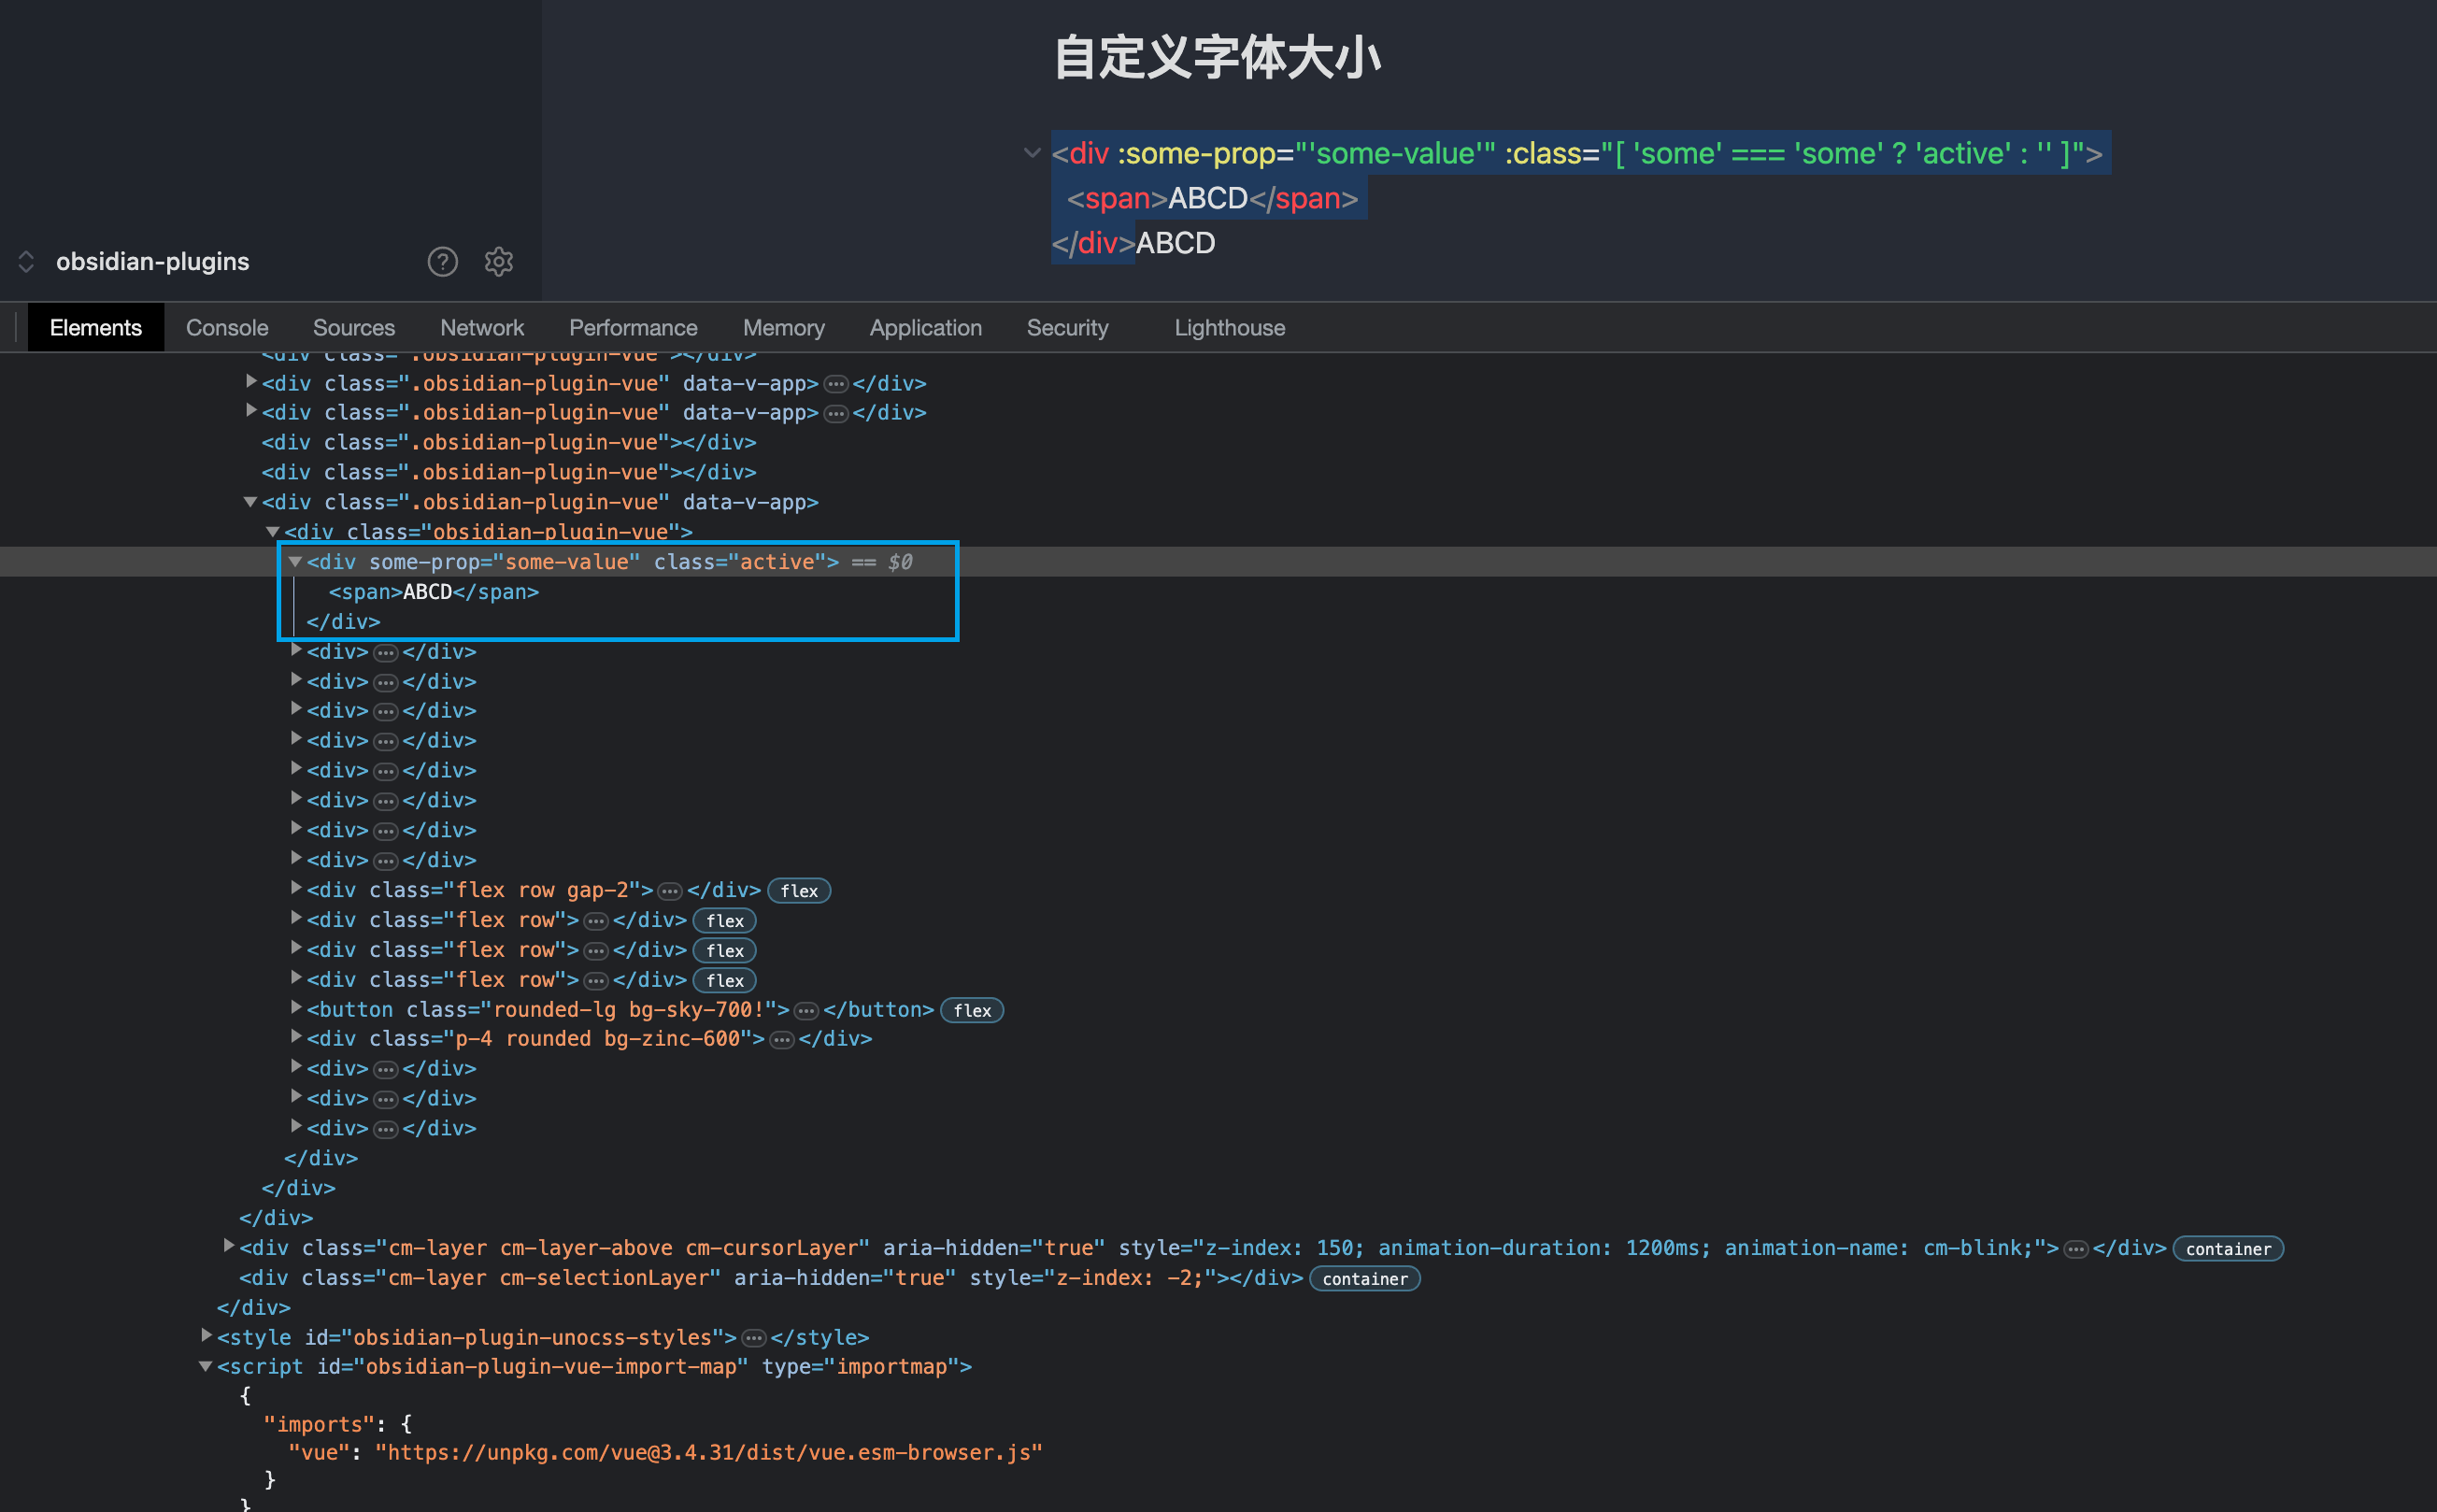 自定义字体大小
<div :some-prop="'some-value'" :class="[ 'some' === 'some' ? 'active' : '' ]">
<span>ABCD</span>
</div>ABCD
obsidian-plugins
Elements Console Sources Network Performance Memory Application Security Lighthouse
<div class=".obsidian-plugin-vue"></div>
<div class=".obsidian-plugin-vue" data-v-app>…</div>
<div class=".obsidian-plugin-vue" data-v-app>…</div>
<div class=".obsidian-plugin-vue"></div>
<div class=".obsidian-plugin-vue"></div>
<div class=".obsidian-plugin-vue" data-v-app>
<div class="obsidian-plugin-vue">
<div some-prop="some-value" class="active"> == $0
<span>ABCD</span>
</div>
<div>…</div>
<div>…</div>
<div>…</div>
<div>…</div>
<div>…</div>
<div>…</div>
<div>…</div>
<div>…</div>
<div class="flex row gap-2">…</div> flex
<div class="flex row">…</div> flex
<div class="flex row">…</div> flex
<div class="flex row">…</div> flex
<button class="rounded-lg bg-sky-700!">…</button> flex
<div class="p-4 rounded bg-zinc-600">…</div>
<div>…</div>
<div>…</div>
<div>…</div>
</div>
</div>
</div>
<div class="cm-layer cm-layer-above cm-cursorLayer" aria-hidden="true" style="z-index: 150; animation-duration: 1200ms; animation-name: cm-blink;">…</div> container
<div class="cm-layer cm-selectionLayer" aria-hidden="true" style="z-index: -2;"></div> container
</div>
<style id="obsidian-plugin-unocss-styles">…</style>
<script id="obsidian-plugin-vue-import-map" type="importmap">
{
"imports": {
"vue": "https://unpkg.com/vue@3.4.31/dist/vue.esm-browser.js"
}
}